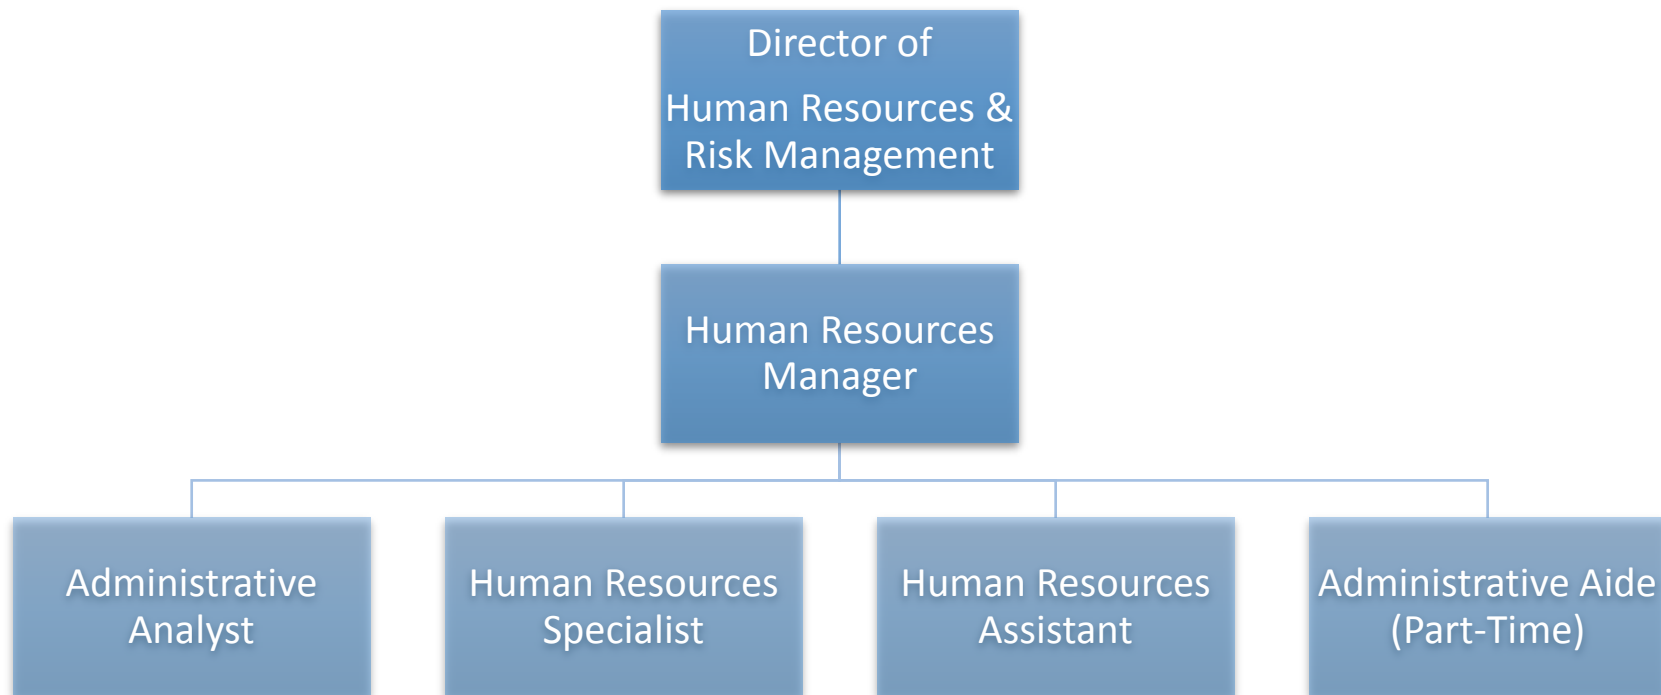 Director of
Human Resources &
Risk Management
Human Resources
Manager
Administrative
Analyst
Human Resources
Specialist
Human Resources
Assistant
Administrative Aide
(Part-Time)